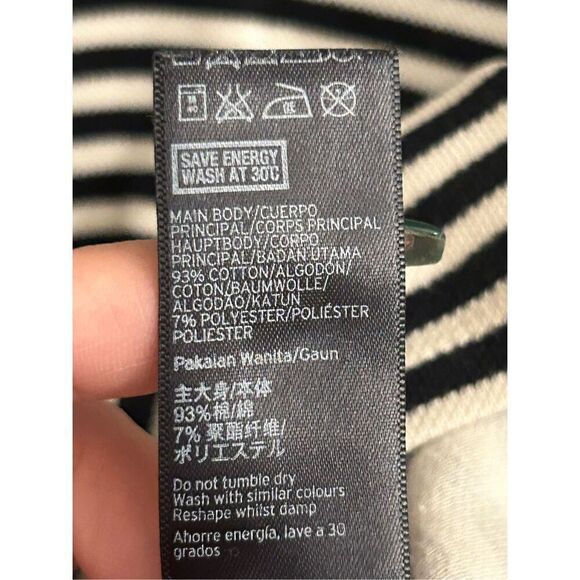 SAVE ENERGY
WASH AT 30°C
MAIN BODY/CUERPO
PRINCIPAL/CORPS PRINCIPAL
HAUPTBODY/CORPO
PRINCIPAL/BADAN UTAMA
93% COTTON/ALGODÓN/
COTON/BAUMWOLLE/
ALGODÃO/KATUN
7% POLYESTER/POLIÉSTER
POLIESTER
Pakaian Wanita/Gaun
主大身/本体
93%棉/綿
7% 聚酯纤维/
ポリエステル
Do not tumble dry
Wash with similar colours
Reshape whilst damp
Ahorre energía, lave a 30
grados